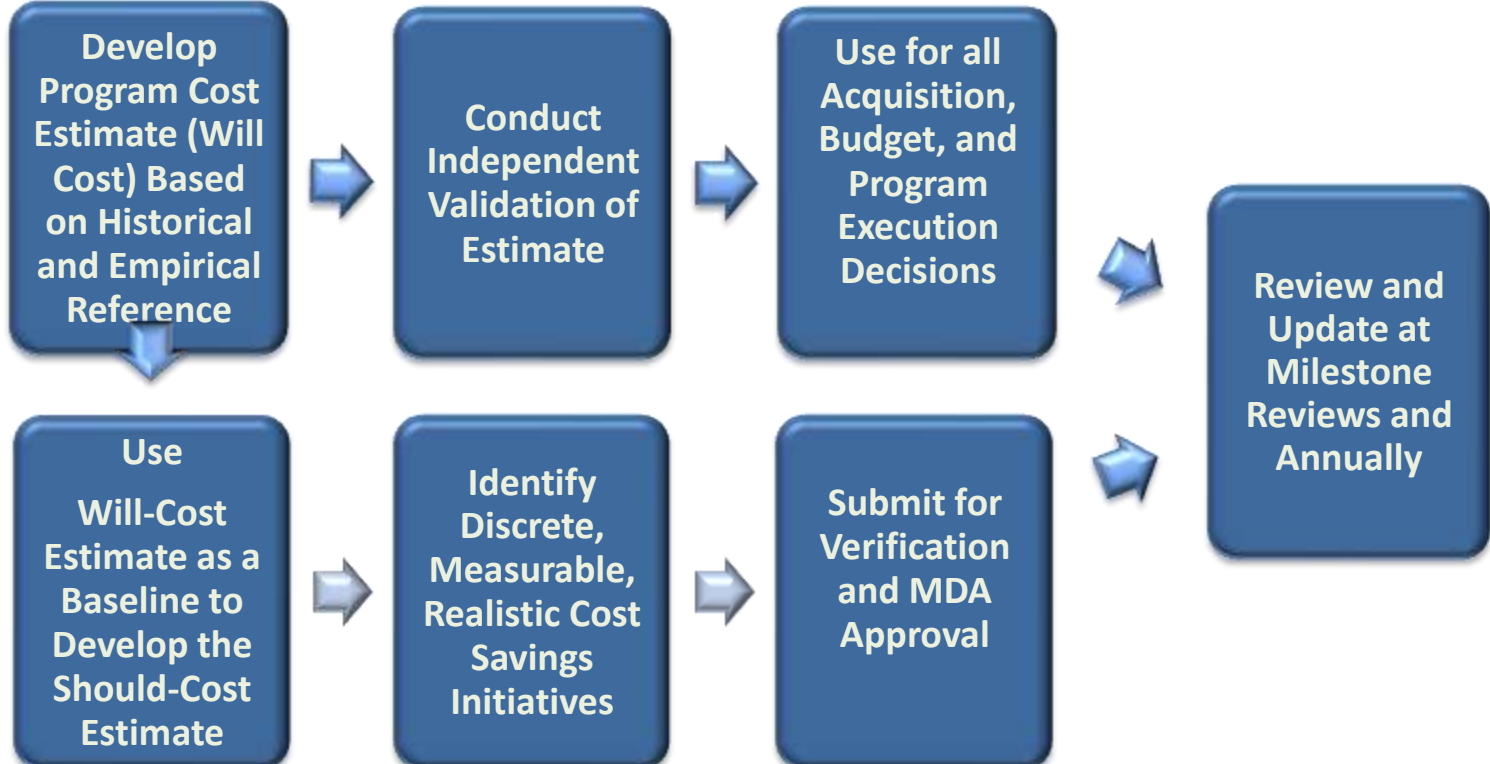 Develop
Program Cost
Estimate (Will
Cost) Based
on Historical
and Empirical
Reference
Conduct
Independent
Validation of
Estimate
Use for all
Acquisition,
Budget, and
Program
Execution
Decisions
Review and
Update at
Milestone
Reviews and
Annually
Use
Will-Cost
Estimate as a
Baseline to
Develop the
Should-Cost
Estimate
Identify
Discrete,
Measurable,
Realistic Cost
Savings
Initiatives
Submit for
Verification
and MDA
Approval